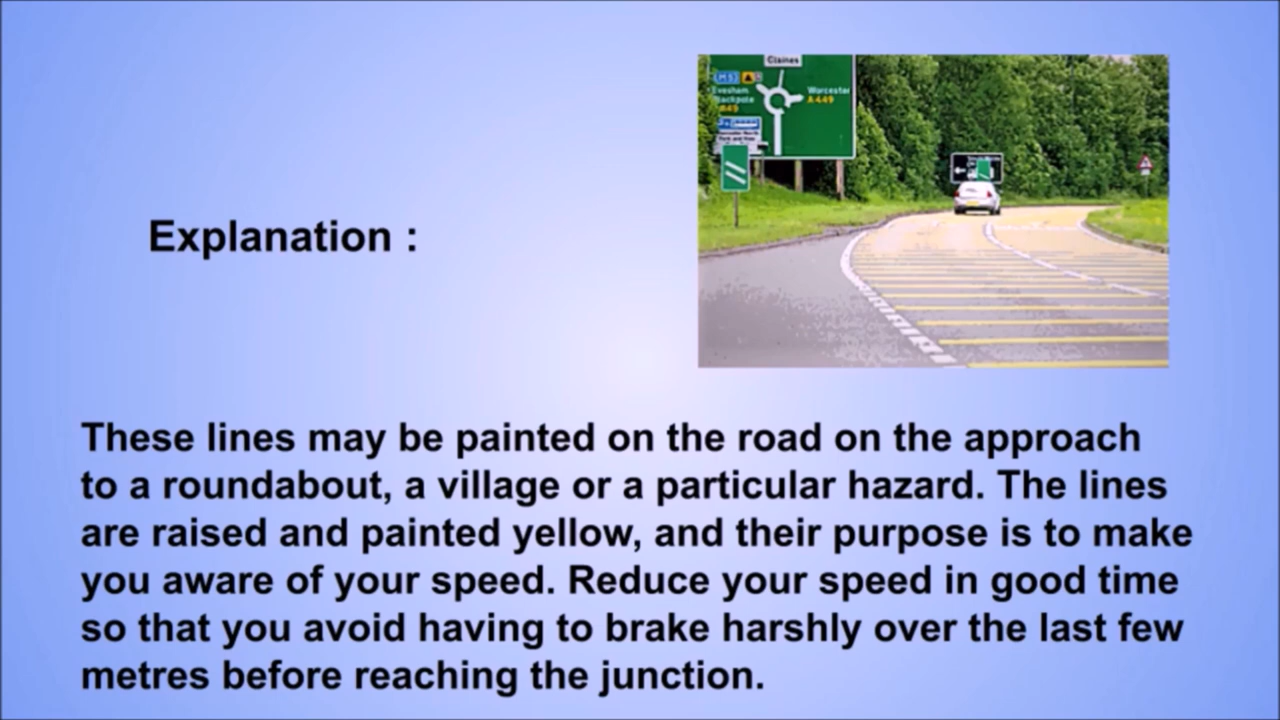 Claines
Worcester
A449
Explanation :
These lines may be painted on the road on the approach
to a roundabout, a village or a particular hazard. The lines
are raised and painted yellow, and their purpose is to make
you aware of your speed. Reduce your speed in good time
so that you avoid having to brake harshly over the last few
metres before reaching the junction.